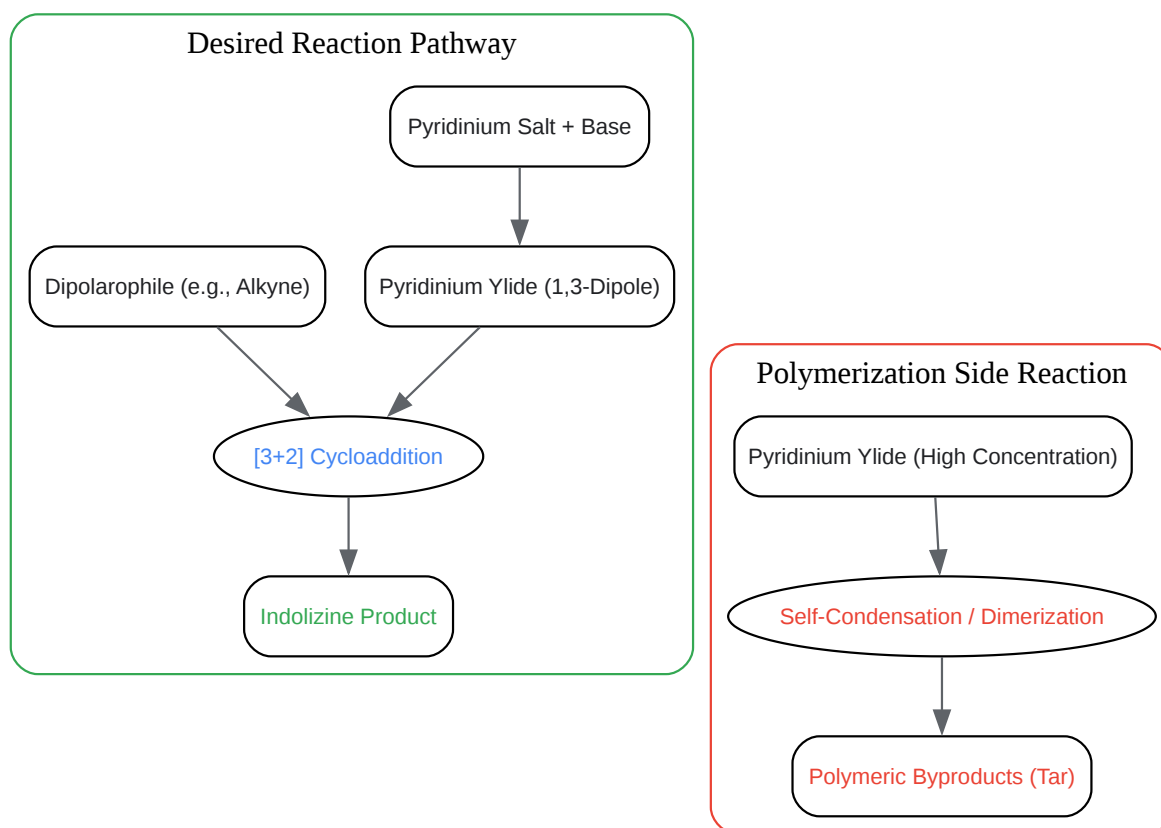 Desired Reaction Pathway
Pyridinium Salt + Base
Dipolarophile (e.g., Alkyne)
Pyridinium Ylide (1,3-Dipole)
[3+2] Cycloaddition
Indolizine Product
Polymerization Side Reaction
Pyridinium Ylide (High Concentration)
Self-Condensation / Dimerization
Polymeric Byproducts (Tar)